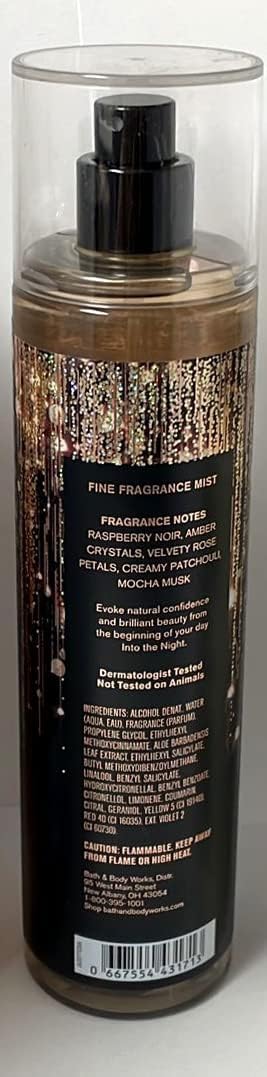 FINE FRAGRANCE MIST
FRAGRANCE NOTES
RASPBERRY NOIR, AMBER
CRYSTALS, VELVETY ROSE
PETALS, CREAMY PATCHOULI,
MOCHA MUSK
Evoke natural confidence
and brilliant beauty from
the beginning of your day
Into the Night.
Dermatologist Tested
Not Tested on Animals
INGREDIENTS: ALCOHOL DENAT., WATER
(AQUA, EAU), FRAGRANCE (PARFUM),
PROPYLENE GLYCOL, ETHYLHEXYL
METHOXYCINNAMATE, ALOE BARBADENSIS
LEAF EXTRACT, ETHYLHEXYL SALICYLATE,
BUTYL METHOXYDIBENZOYLMETHANE,
LINALOOL, BENZYL SALICYLATE,
HYDROXYCITRONELLAL, BENZYL BENZOATE,
CITRONELLOL, LIMONENE, COUMARIN,
CITRAL, GERANIOL, YELLOW 5 (CI 19140),
RED 40 (CI 16035), EXT. VIOLET 2
(CI 60730).
CAUTION: FLAMMABLE. KEEP AWAY
FROM FLAME OR HIGH HEAT.
Bath & Body Works, Distr.
95 West Main Street
New Albany, OH 43054
1-800-395-1001
Shop bathandbodyworks.com
0 667554 431713